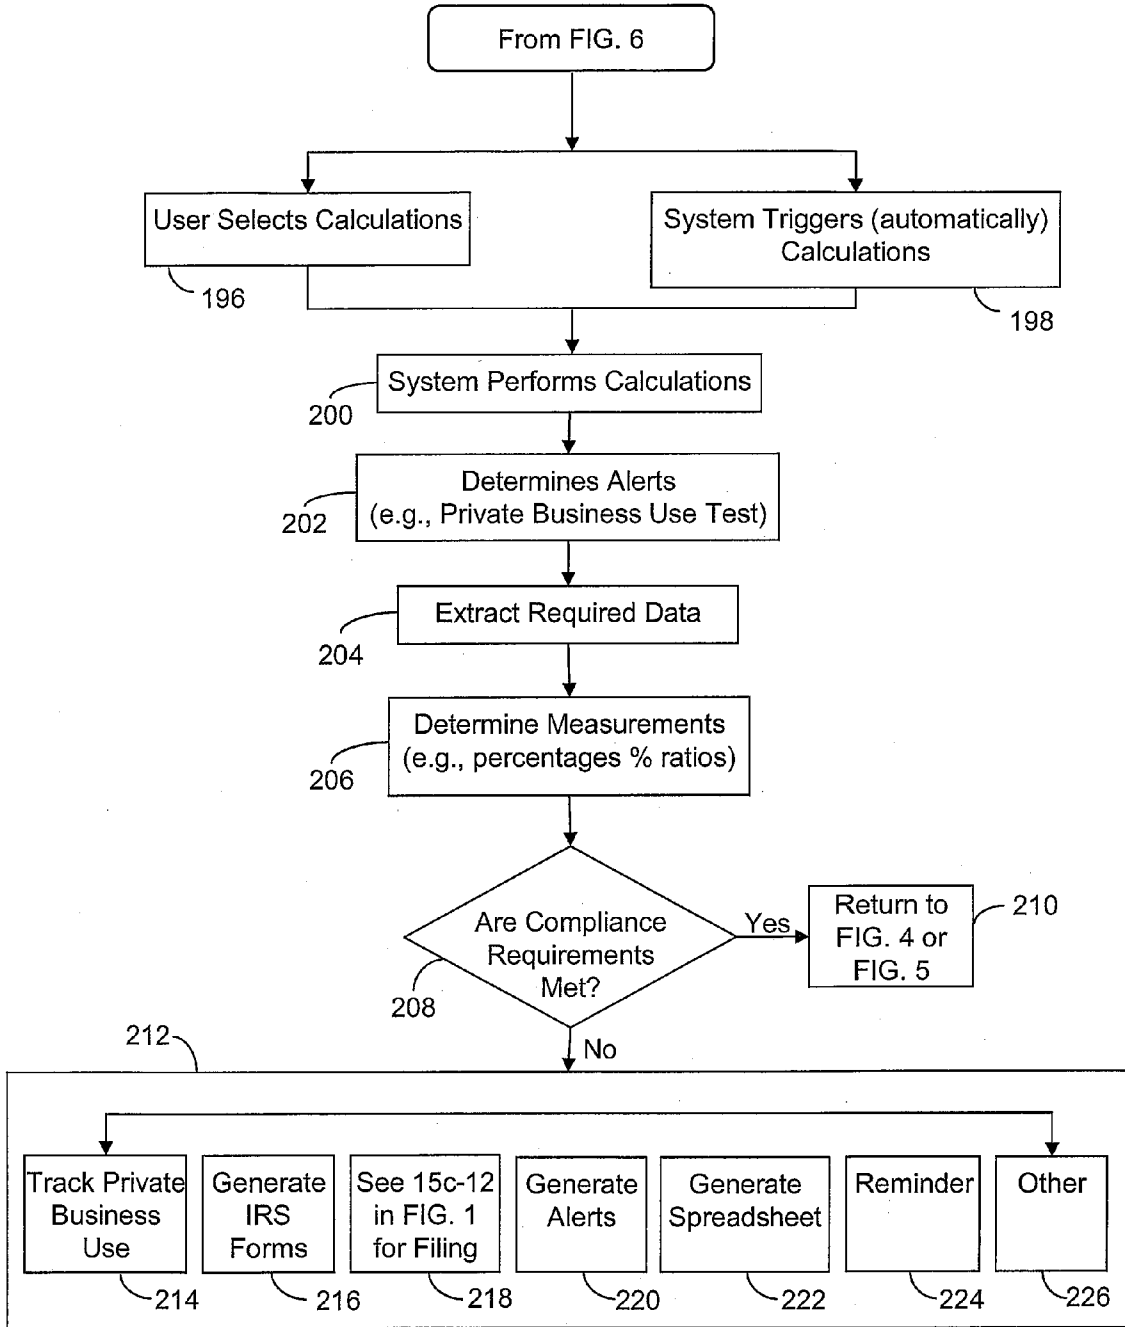 From FIG. 6
User Selects Calculations
196
System Triggers (automatically)
Calculations
198
System Performs Calculations
200
Determines Alerts
(e.g., Private Business Use Test)
202
Extract Required Data
204
Determine Measurements
(e.g., percentages % ratios)
206
Are Compliance
Requirements
Met?
208
Yes
Return to
FIG. 4 or
FIG. 5
210
No
212
Track Private
Business
Use
214
Generate
IRS
Forms
216
See 15c-12
in FIG. 1
for Filing
218
Generate
Alerts
220
Generate
Spreadsheet
222
Reminder
224
Other
226